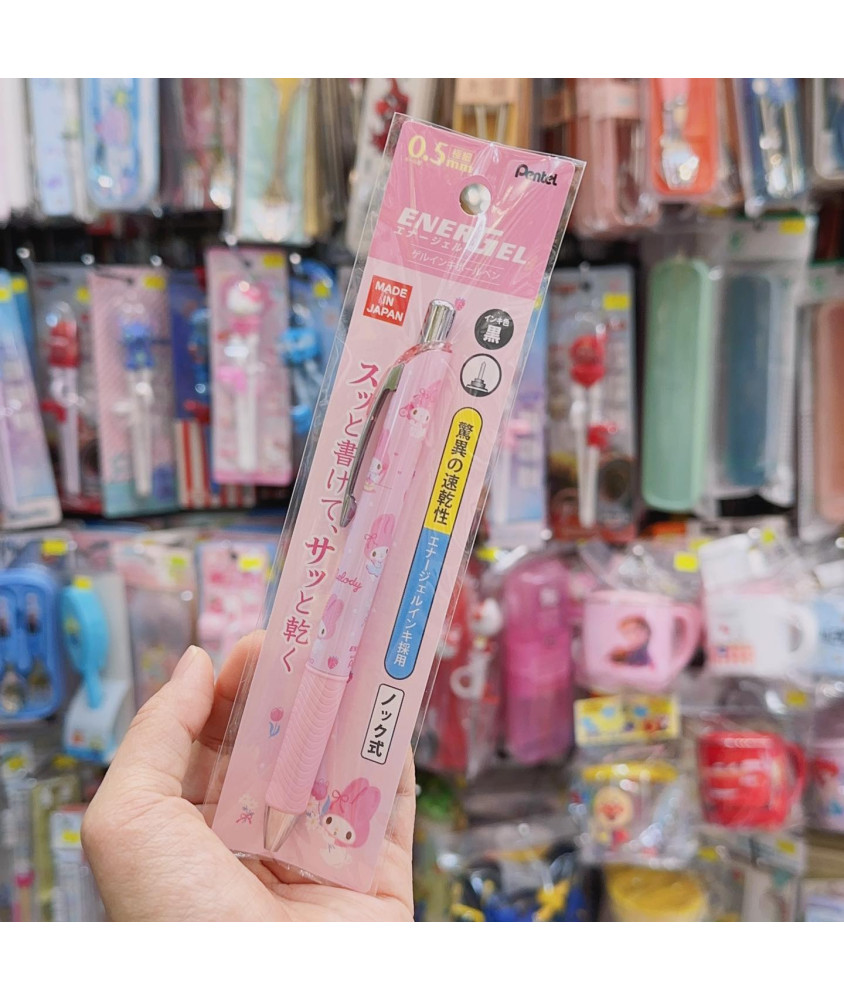 0.5mm
極細
Pentel
ENERGEL
エナージェル
ゲルインキボールペン
MADE
IN
JAPAN
インキ色
黒
スッと書けて、サッと乾く
驚異の速乾性
エナージェルインキ採用
ノック式
elody